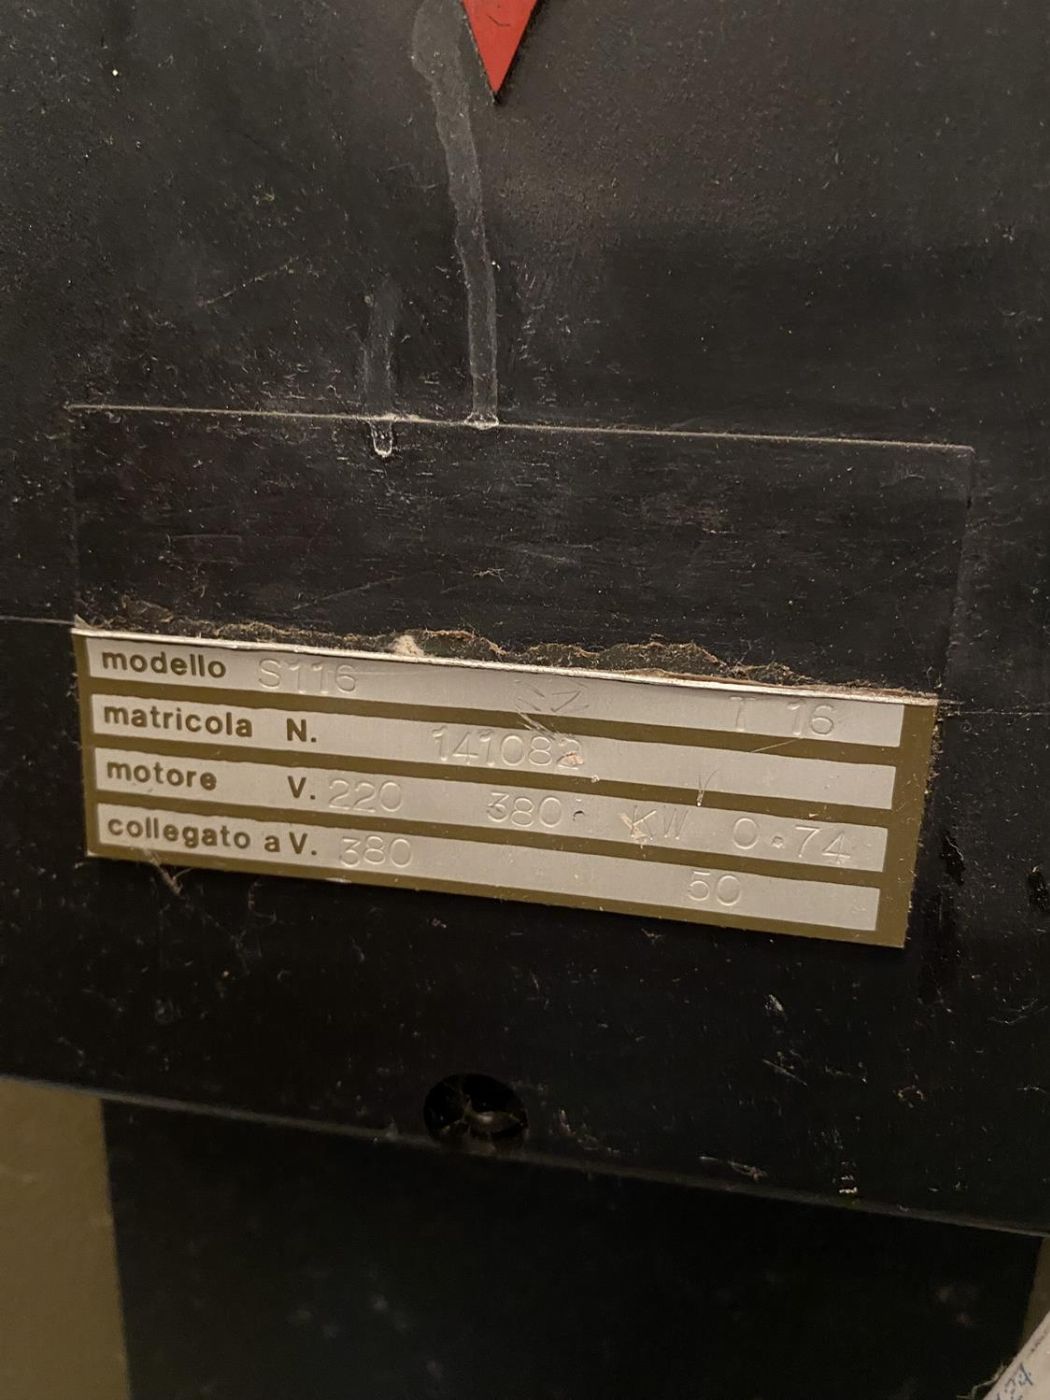 modello S116 T 16
matricola N. 141082
motore V. 220 380 KW 0.74
collegato a V. 380 50